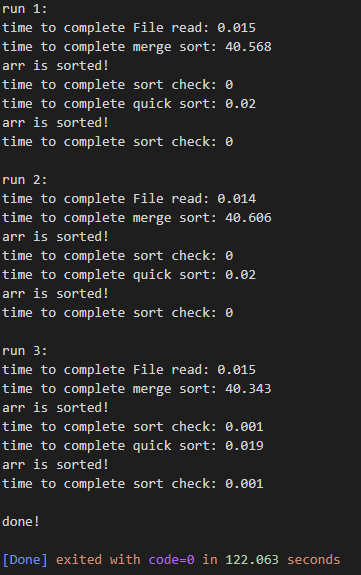 run 1:
time to complete File read: 0.015
time to complete merge sort: 40.568
arr is sorted!
time to complete sort check: 0
time to complete quick sort: 0.02
arr is sorted!
time to complete sort check: 0
run 2:
time to complete File read: 0.014
time to complete merge sort: 40.606
arr is sorted!
time to complete sort check: 0
time to complete quick sort: 0.02
arr is sorted!
time to complete sort check: 0
run 3:
time to complete File read: 0.015
time to complete merge sort: 40.343
arr is sorted!
time to complete sort check: 0.001
time to complete quick sort: 0.019
arr is sorted!
time to complete sort check: 0.001
done!
[Done] exited with code=0 in 122.063 seconds